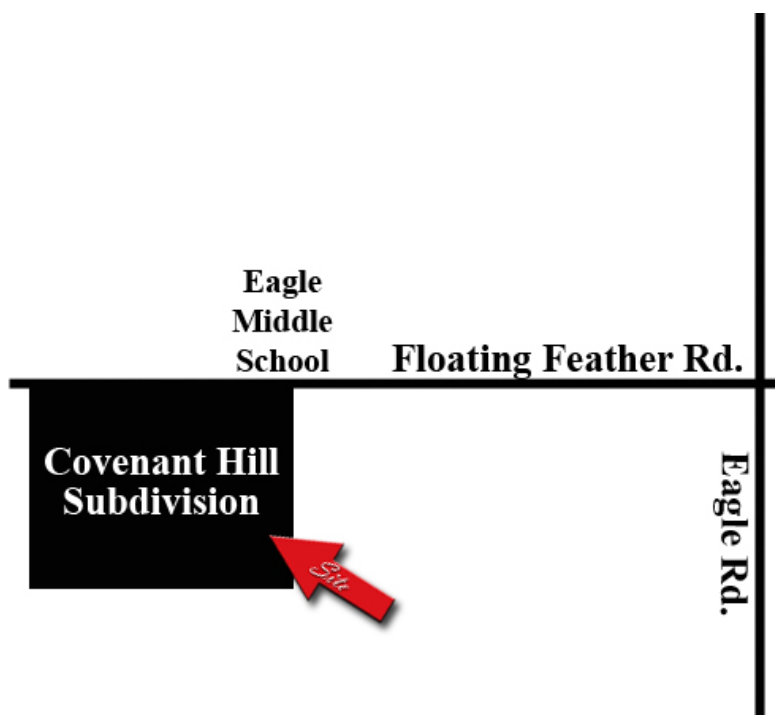 Eagle
Middle
School
Floating Feather Rd.
Covenant Hill
Subdivision
Site
Eagle Rd.